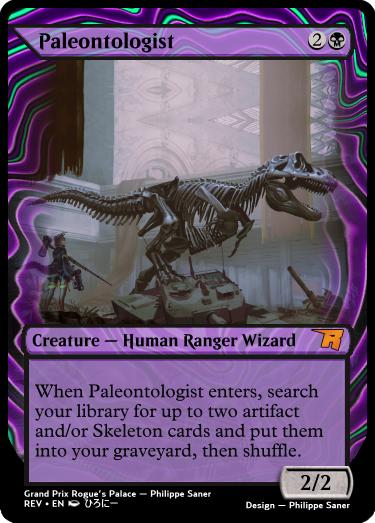 Paleontologist 2
Creature — Human Ranger Wizard
When Paleontologist enters, search
your library for up to two artifact
and/or Skeleton cards and put them
into your graveyard, then shuffle.
2/2
Grand Prix Rogue's Palace — Philippe Saner
REV • EN ひろにー
Design — Philippe Saner